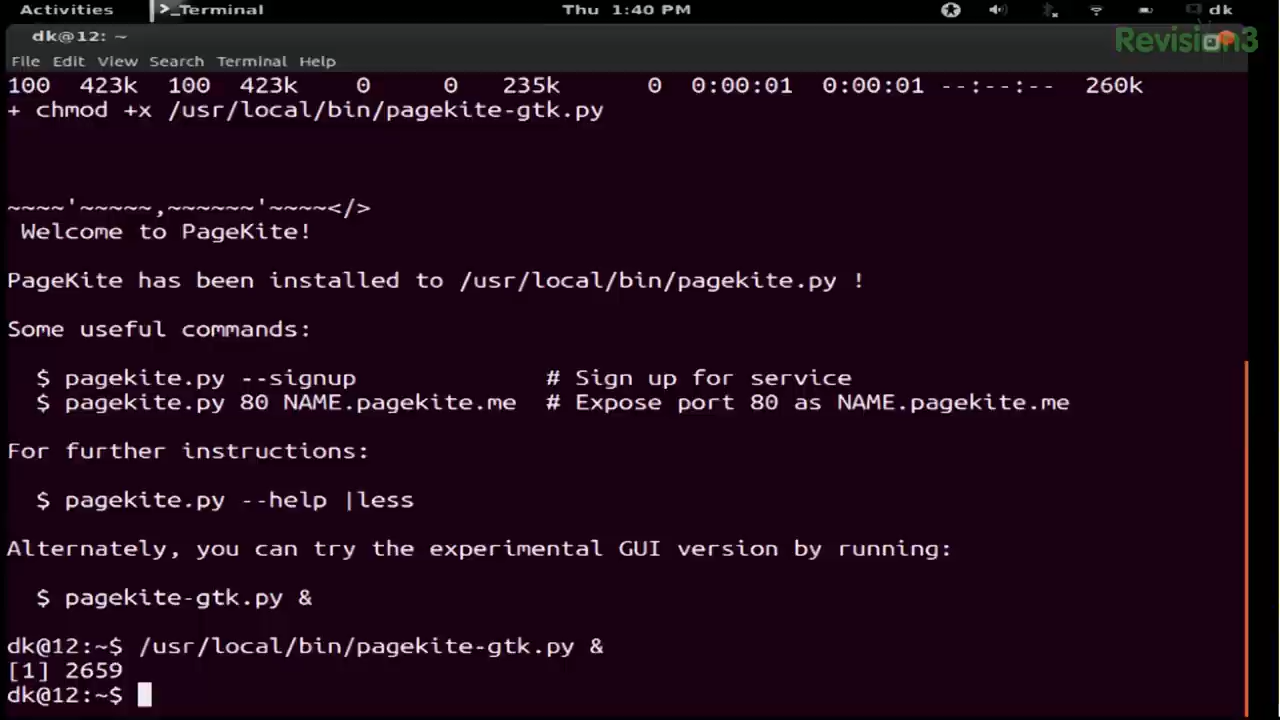 Activities >_Terminal Thu 1:40 PM dk
dk@12: ~
Revision3
File Edit View Search Terminal Help
100 423k 100 423k 0 0 235k 0 0:00:01 0:00:01 --:--:-- 260k
+ chmod +x /usr/local/bin/pagekite-gtk.py
~~~~'~~~~~,~~~~~~'~~~~</>
Welcome to PageKite!
PageKite has been installed to /usr/local/bin/pagekite.py !
Some useful commands:
$ pagekite.py --signup # Sign up for service
$ pagekite.py 80 NAME.pagekite.me # Expose port 80 as NAME.pagekite.me
For further instructions:
$ pagekite.py --help |less
Alternately, you can try the experimental GUI version by running:
$ pagekite-gtk.py &
dk@12:~$ /usr/local/bin/pagekite-gtk.py &
[1] 2659
dk@12:~$